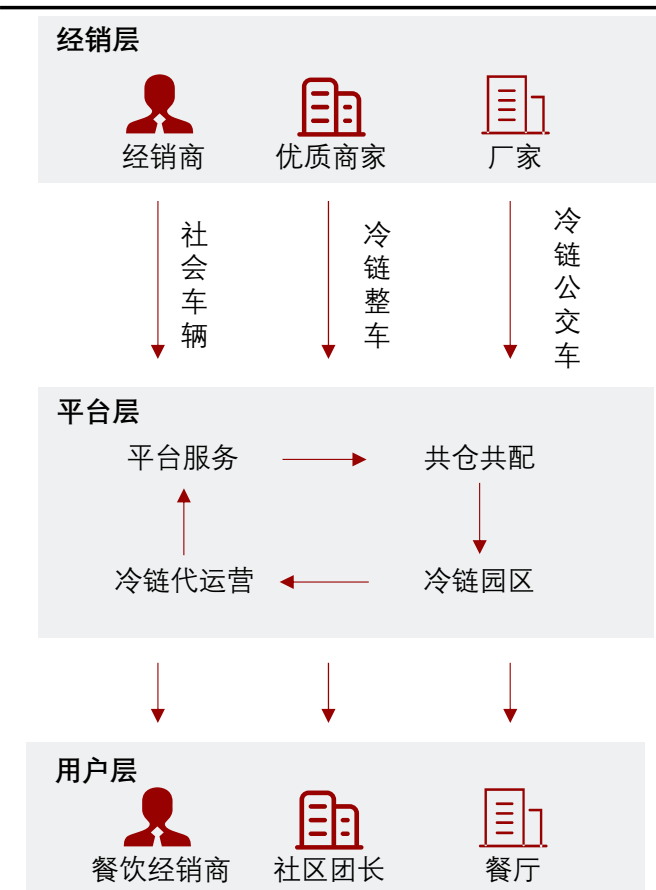 经销层
经销商
优质商家
厂家
社会车辆
冷链整车
冷链公交车
平台层
平台服务
共仓共配
冷链代运营
冷链园区
用户层
餐饮经销商
社区团长
餐厅